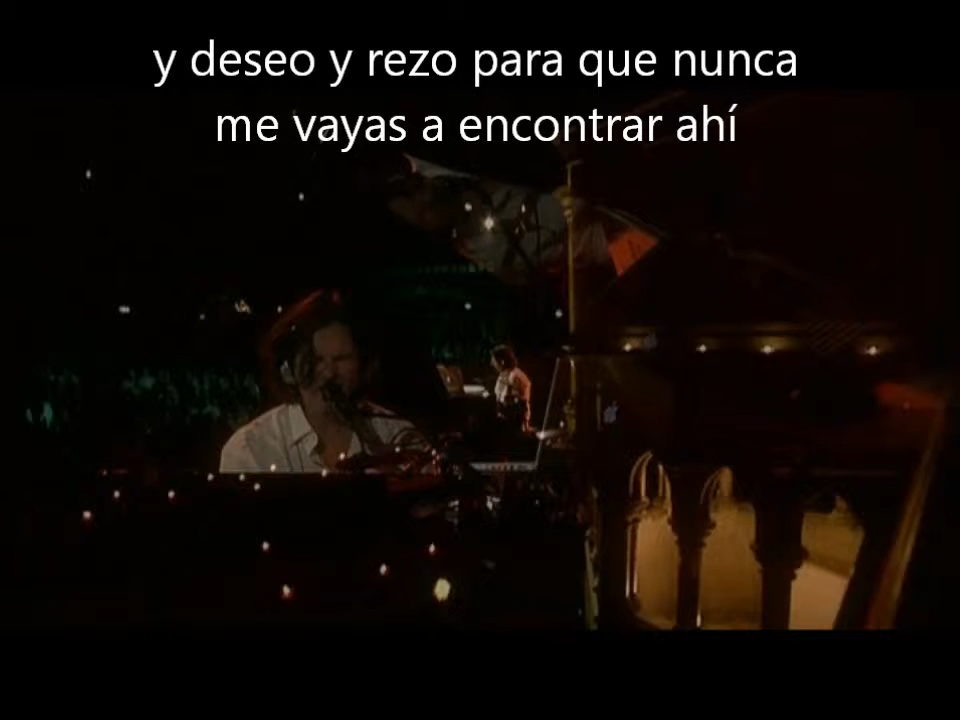 y deseo y rezo para que nunca
me vayas a encontrar ahí